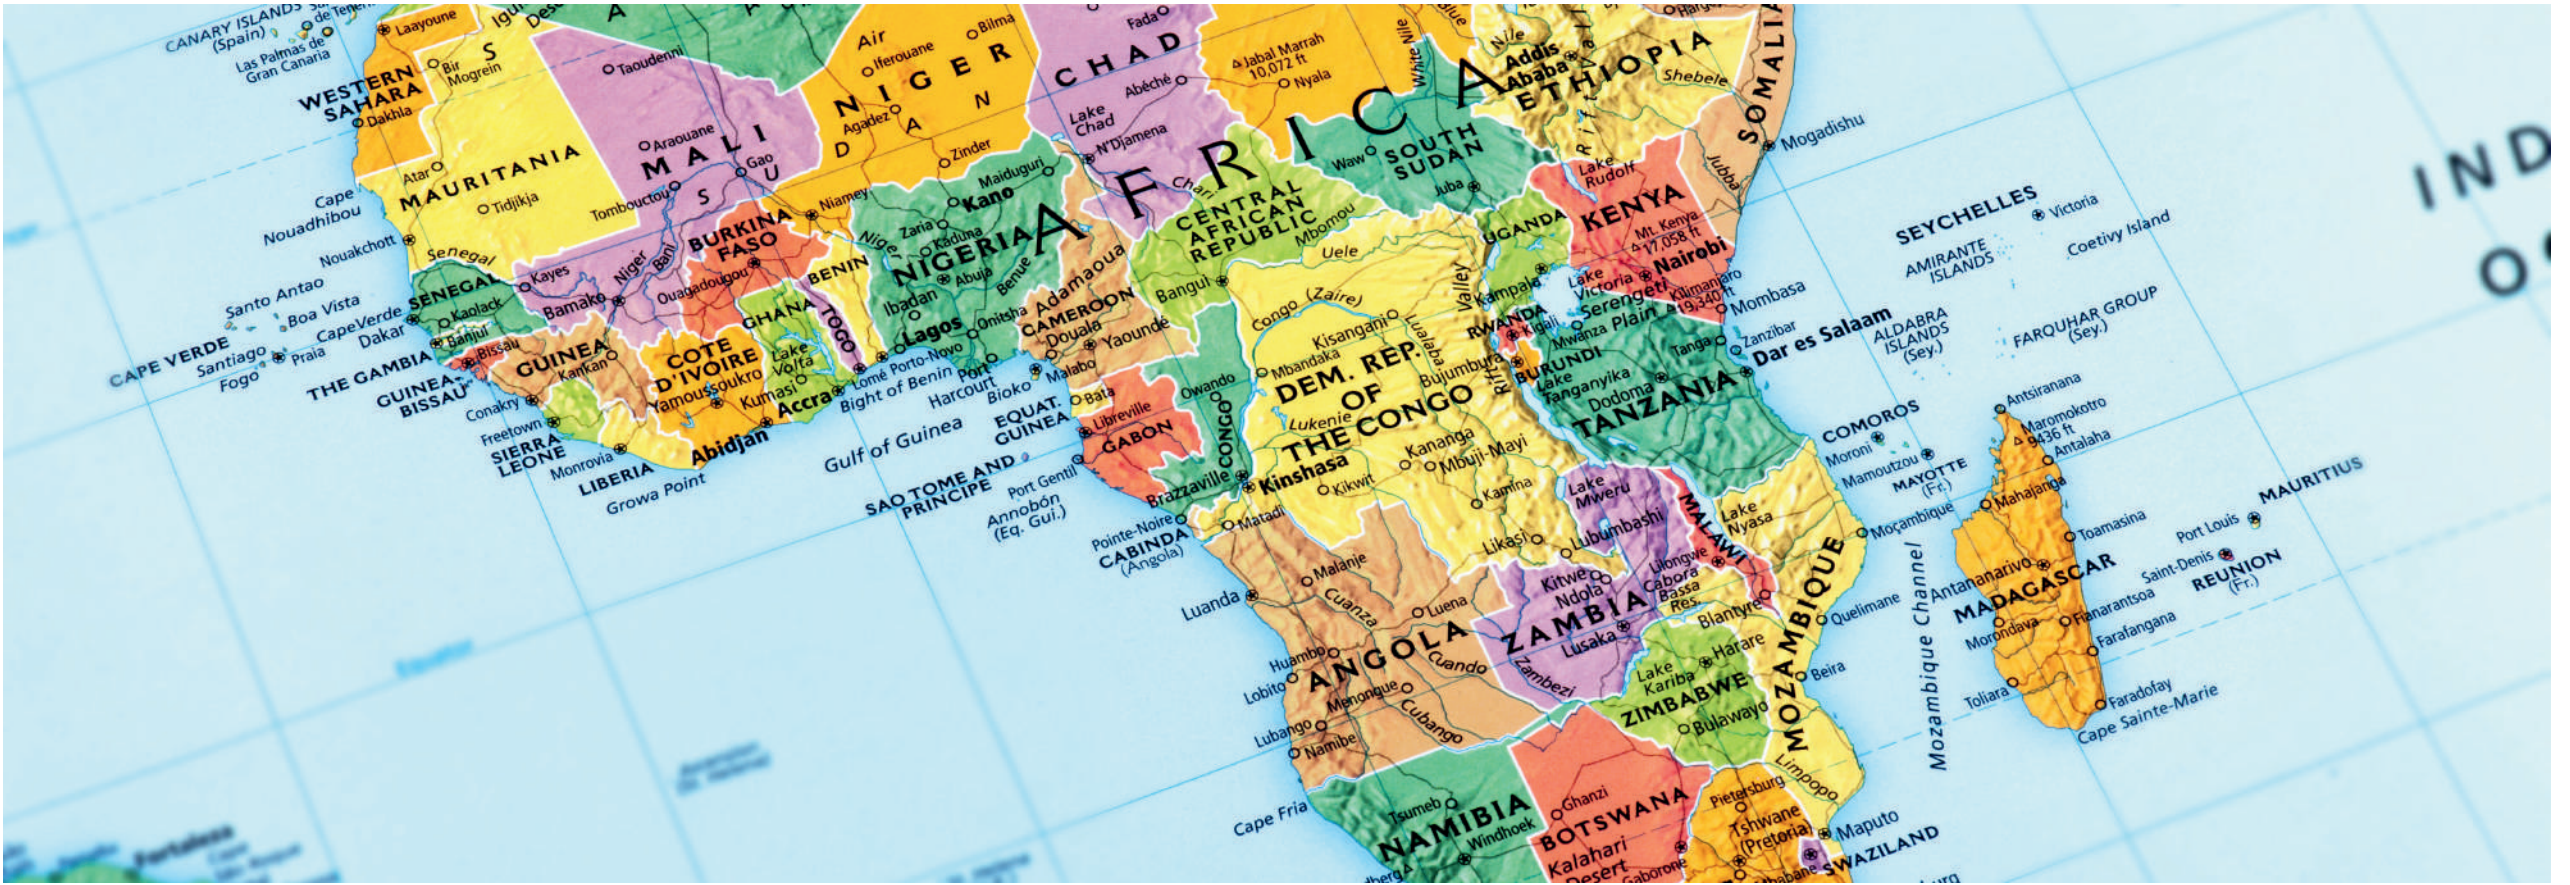 CANARY ISLANDS
(Spain)
Las Palmas de
Gran Canaria
Laayoune
WESTERN
SAHARA
Dakhla
Bir
Mogrein
S
Taoudenni
MAURITANIA
Atar
Tidjikja
Cape
Nouadhibou
Nouakchott
Senegal
MALI
Araouane
Tombouctou
Gao
S
U
D
A
N
Kayes
Bamako
Niger
Bani
NIGER
Air
Iferouane
Bilma
Agadez
Zinder
Niamey
CHAD
Fada
Abéché
Lake
Chad
N'Djamena
Chari
Jabal Marrah
10,072 ft
Nyala
White Nile
Blue
Nile
AFRICA
Addis
Ababa
ETHIOPIA
Shebele
Rift
SOMALIA
Mogadishu
Jubba
SOUTH
SUDAN
Waw
Juba
CENTRAL
AFRICAN
REPUBLIC
Mbomou
Bangui
Uele
Lake
Rudolf
KENYA
Mt. Kenya
17,058 ft
Nairobi
UGANDA
Kampala
Lake
Victoria
Serengeti
Plain
Kilimanjaro
19,340 ft
Mombasa
RWANDA
Kigali
Mwanza
BURUNDI
Bujumbura
Rift
Valley
Lake
Tanganyika
Dodoma
Tanga
Zanzibar
Dar es Salaam
TANZANIA
SEYCHELLES
Victoria
AMIRANTE
ISLANDS
Coetivy Island
ALDABRA
ISLANDS
(Sey.)
FARQUHAR GROUP
(Sey.)
IND
Santo Antao
Boa Vista
CAPE VERDE
Santiago
Fogo
Praia
Cape Verde
Dakar
SENEGAL
Kaolack
Banjul
THE GAMBIA
Bissau
GUINEA-
BISSAU
GUINEA
Kankan
Conakry
Freetown
SIERRA
LEONE
Monrovia
LIBERIA
Growa Point
BURKINA
FASO
Ouagadougou
COTE
D'IVOIRE
Yamoussoukro
Abidjan
GHANA
Lake
Volta
Kumasi
Accra
TOGO
Lomé
BENIN
Porto-Novo
Bight of Benin
NIGERIA
Maiduguri
Kano
Zaria
Kaduna
Abuja
Benue
Ibadan
Lagos
Onitsha
Port
Harcourt
Bioko
Malabo
Adamaoua
CAMEROON
Douala
Yaoundé
Gulf of Guinea
EQUAT.
GUINEA
Bata
Libreville
GABON
Port Gentil
SAO TOME AND
PRINCIPE
Annobón
(Eq. Gui.)
CONGO
Owando
Brazzaville
Pointe-Noire
CABINDA
(Angola)
Congo (Zaire)
Kisangani
Lualaba
Mbandaka
DEM. REP.
OF
THE CONGO
Lukenie
Kinshasa
Kikwit
Kananga
Mbuji-Mayi
Kamina
Matadi
Likasi
Lubumbashi
Luanda
Malanje
Cuanza
Luena
ANGOLA
Huambo
Lobito
Menongue
Cuando
Cubango
Lubango
Namibe
Lake
Mweru
ZAMBIA
Kitwe
Ndola
Lusaka
Zambezi
MALAWI
Lilongwe
Lake
Nyasa
Blantyre
Cabora
Bassa
Res.
MOZAMBIQUE
Moçambique
Quelimane
Beira
Limpopo
Maputo
Mozambique Channel
ZIMBABWE
Lake
Kariba
Harare
Bulawayo
Cape Fria
NAMIBIA
Tsumeb
Windhoek
BOTSWANA
Ghanzi
Kalahari
Desert
Gaborone
Pietersburg
Tshwane
(Pretoria)
SWAZILAND
COMOROS
Moroni
Mamoutzou
MAYOTTE
(Fr.)
Antsiranana
Maromokotro
9436 ft
Antalaha
Mahajanga
Toamasina
Antananarivo
MADAGASCAR
Morondava
Fianarantsoa
Farafangana
Toliara
Faradofay
Cape Sainte-Marie
MAURITIUS
Port Louis
Saint-Denis
REUNION
(Fr.)
Equator
Fortaleza